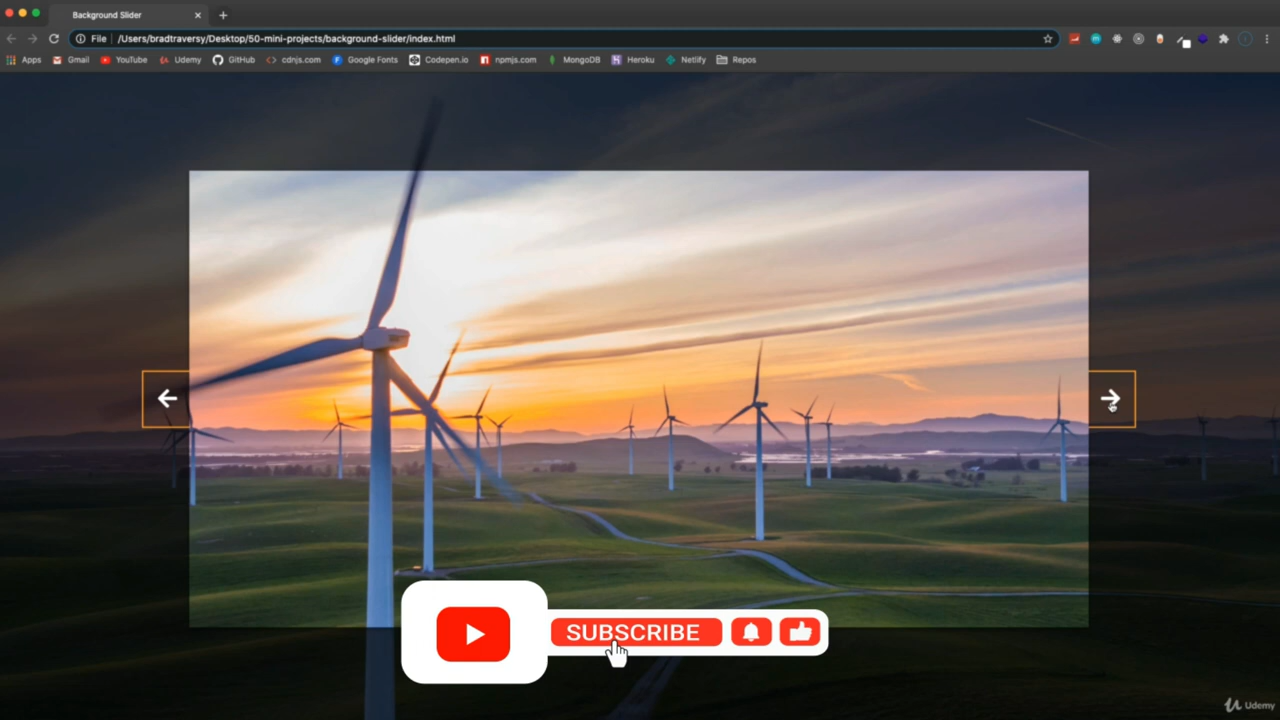 Background Slider
File /Users/bradtraversy/Desktop/50-mini-projects/background-slider/index.html
Apps Gmail YouTube Udemy GitHub cdnjs.com Google Fonts Codepen.io npmjs.com MongoDB Heroku Netlify Repos
SUBSCRIBE
Udemy